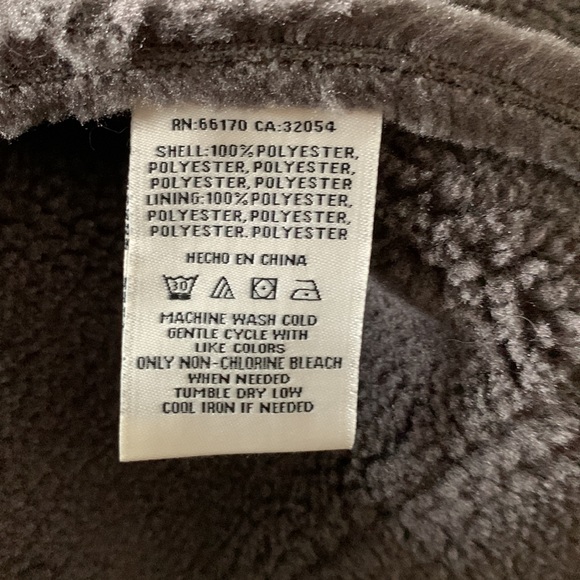 RN:66170 CA:32054
SHELL:100%POLYESTER,
POLYESTER, POLYESTER,
POLYESTER, POLYESTER
LINING:100%POLYESTER,
POLYESTER, POLYESTER,
POLYESTER. POLYESTER
HECHO EN CHINA
30
MACHINE WASH COLD
GENTLE CYCLE WITH
LIKE COLORS
ONLY NON-CHLORINE BLEACH
WHEN NEEDED
TUMBLE DRY LOW
COOL IRON IF NEEDED